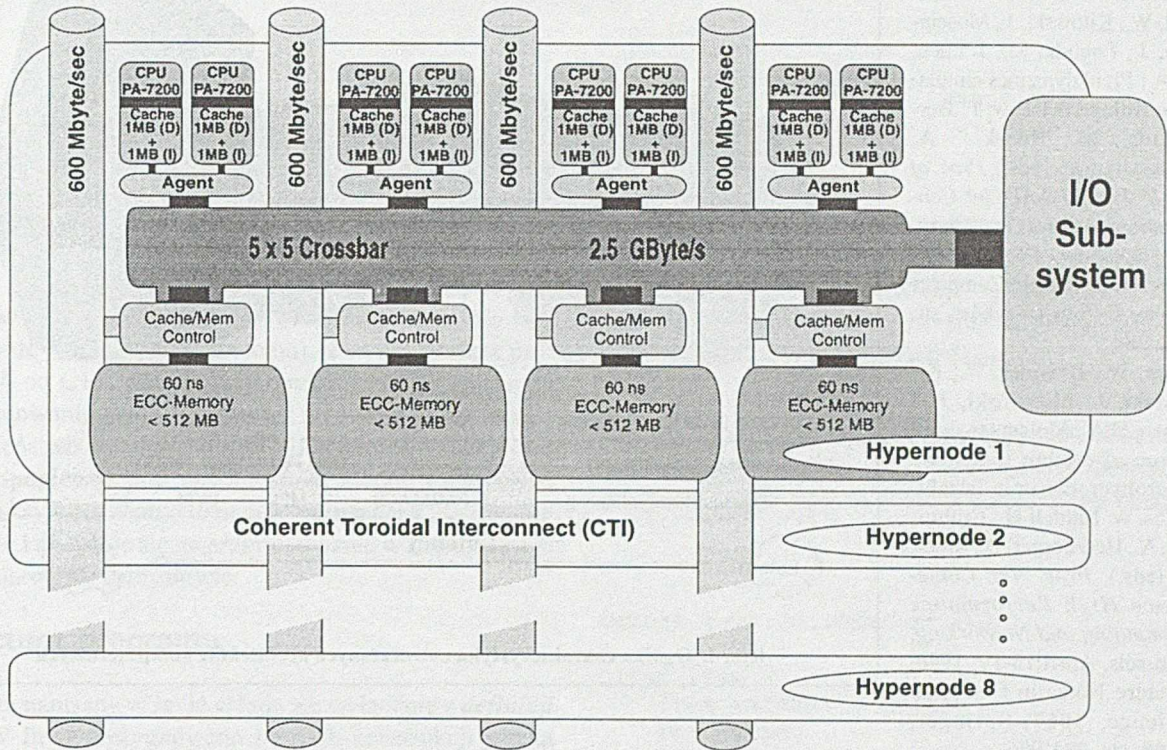 600 Mbyte/sec
600 Mbyte/sec
600 Mbyte/sec
600 Mbyte/sec
CPU
PA-7200
Cache
1MB (D)
+
1MB (I)
CPU
PA-7200
Cache
1MB (D)
+
1MB (I)
CPU
PA-7200
Cache
1MB (D)
+
1MB (I)
CPU
PA-7200
Cache
1MB (D)
+
1MB (I)
CPU
PA-7200
Cache
1MB (D)
+
1MB (I)
CPU
PA-7200
Cache
1MB (D)
+
1MB (I)
CPU
PA-7200
Cache
1MB (D)
+
1MB (I)
CPU
PA-7200
Cache
1MB (D)
+
1MB (I)
Agent
Agent
Agent
Agent
5 x 5 Crossbar
2.5 GByte/s
I/O
Sub-
system
Cache/Mem
Control
Cache/Mem
Control
Cache/Mem
Control
Cache/Mem
Control
60 ns
ECC-Memory
< 512 MB
60 ns
ECC-Memory
< 512 MB
60 ns
ECC-Memory
< 512 MB
60 ns
ECC-Memory
< 512 MB
Hypernode 1
Coherent Toroidal Interconnect (CTI)
Hypernode 2
Hypernode 8